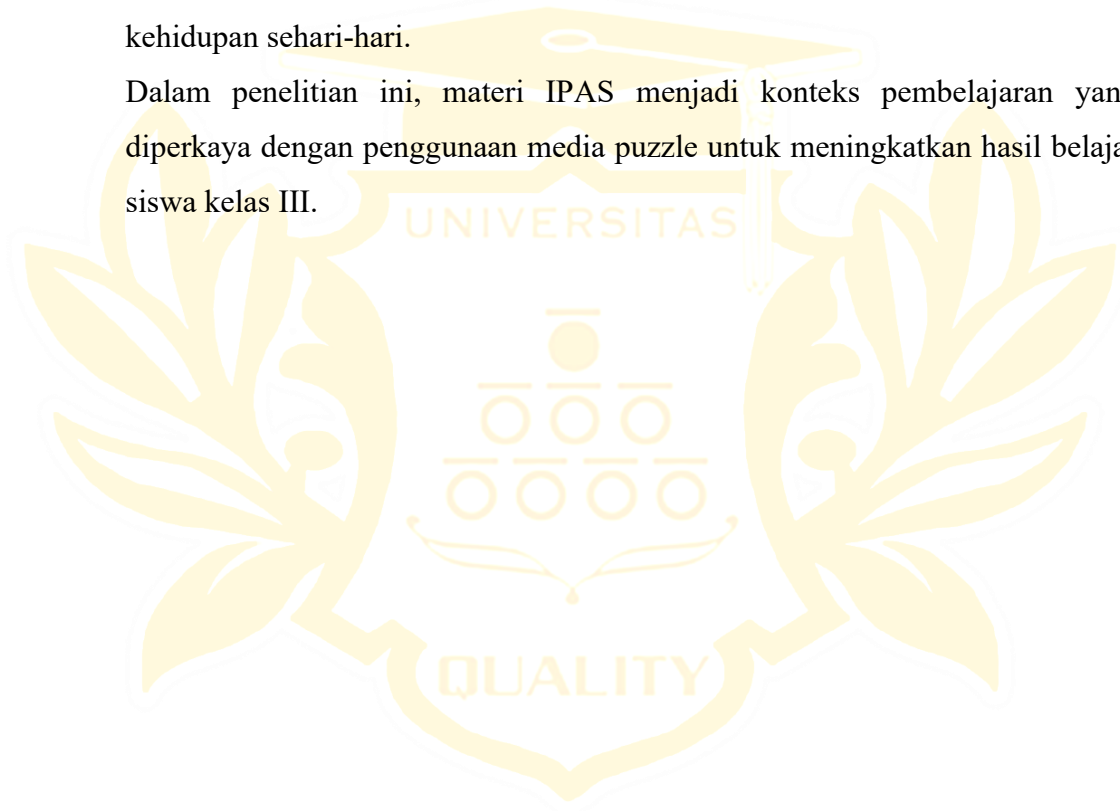 kehidupan sehari-hari.
Dalam penelitian ini, materi IPAS menjadi konteks pembelajaran yan
diperkaya dengan penggunaan media puzzle untuk meningkatkan hasil belaja
siswa kelas III.
UNIVERSITAS
QUALITY